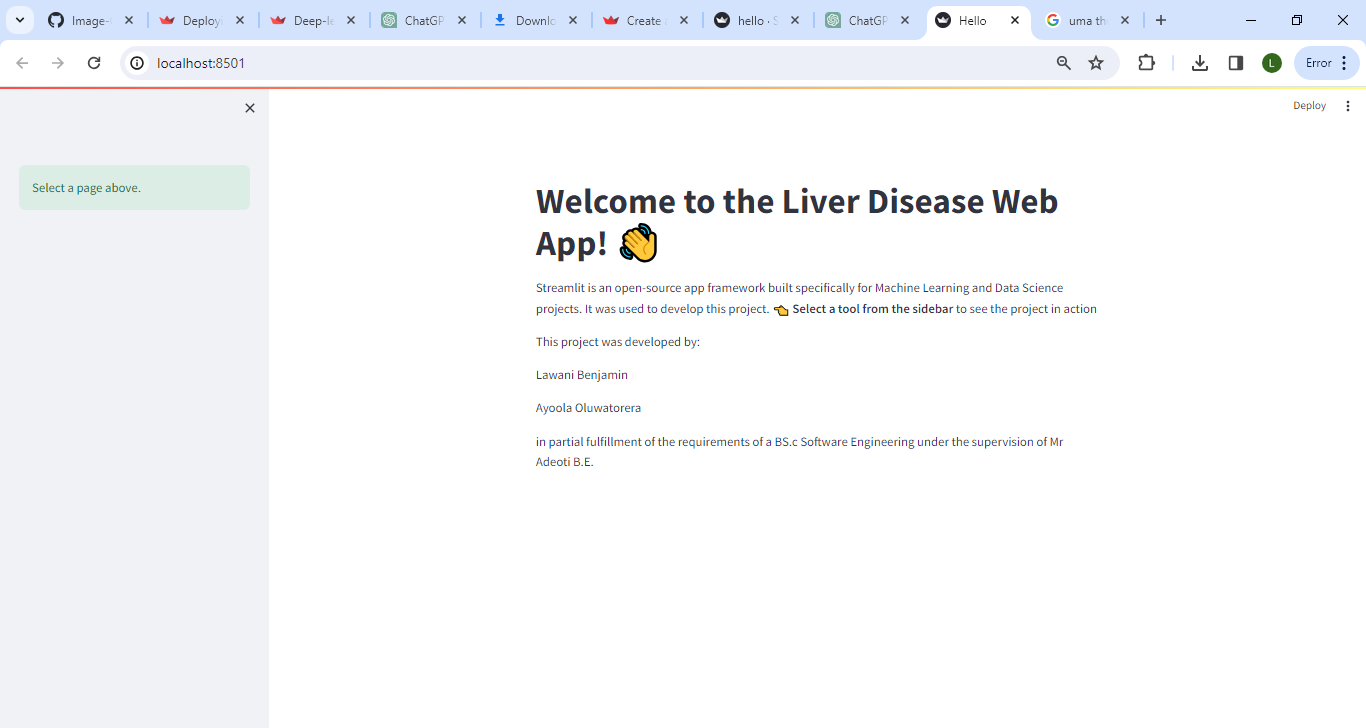 Image-
Deployi
Deep-le
ChatGP
Downlo
Create a
hello • S
ChatGP
Hello
uma th
localhost:8501
L
Error
Deploy
Select a page above.
Welcome to the Liver Disease Web
App! 👋
Streamlit is an open-source app framework built specifically for Machine Learning and Data Science
projects. It was used to develop this project. 👈 Select a tool from the sidebar to see the project in action
This project was developed by:
Lawani Benjamin
Ayoola Oluwatorera
in partial fulfillment of the requirements of a BS.c Software Engineering under the supervision of Mr
Adeoti B.E.